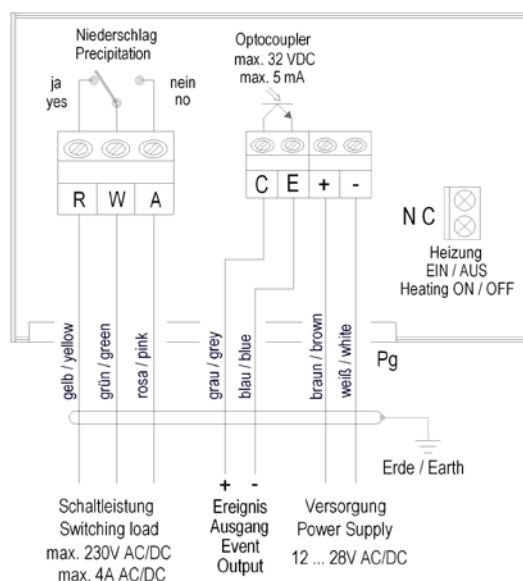 Niederschlag
Precipitation
ja
yes
nein
no
Optocoupler
max. 32 VDC
max. 5 mA
R W A
C E + -
N C
Heizung
EIN / AUS
Heating ON / OFF
gelb / yellow
grün / green
rosa / pink
grau / grey
blau / blue
braun / brown
weiß / white
Pg
Erde / Earth
Schaltleistung
Switching load
max. 230V AC/DC
max. 4A AC/DC
+ -
Ereignis
Ausgang
Event
Output
Versorgung
Power Supply
12 ... 28V AC/DC